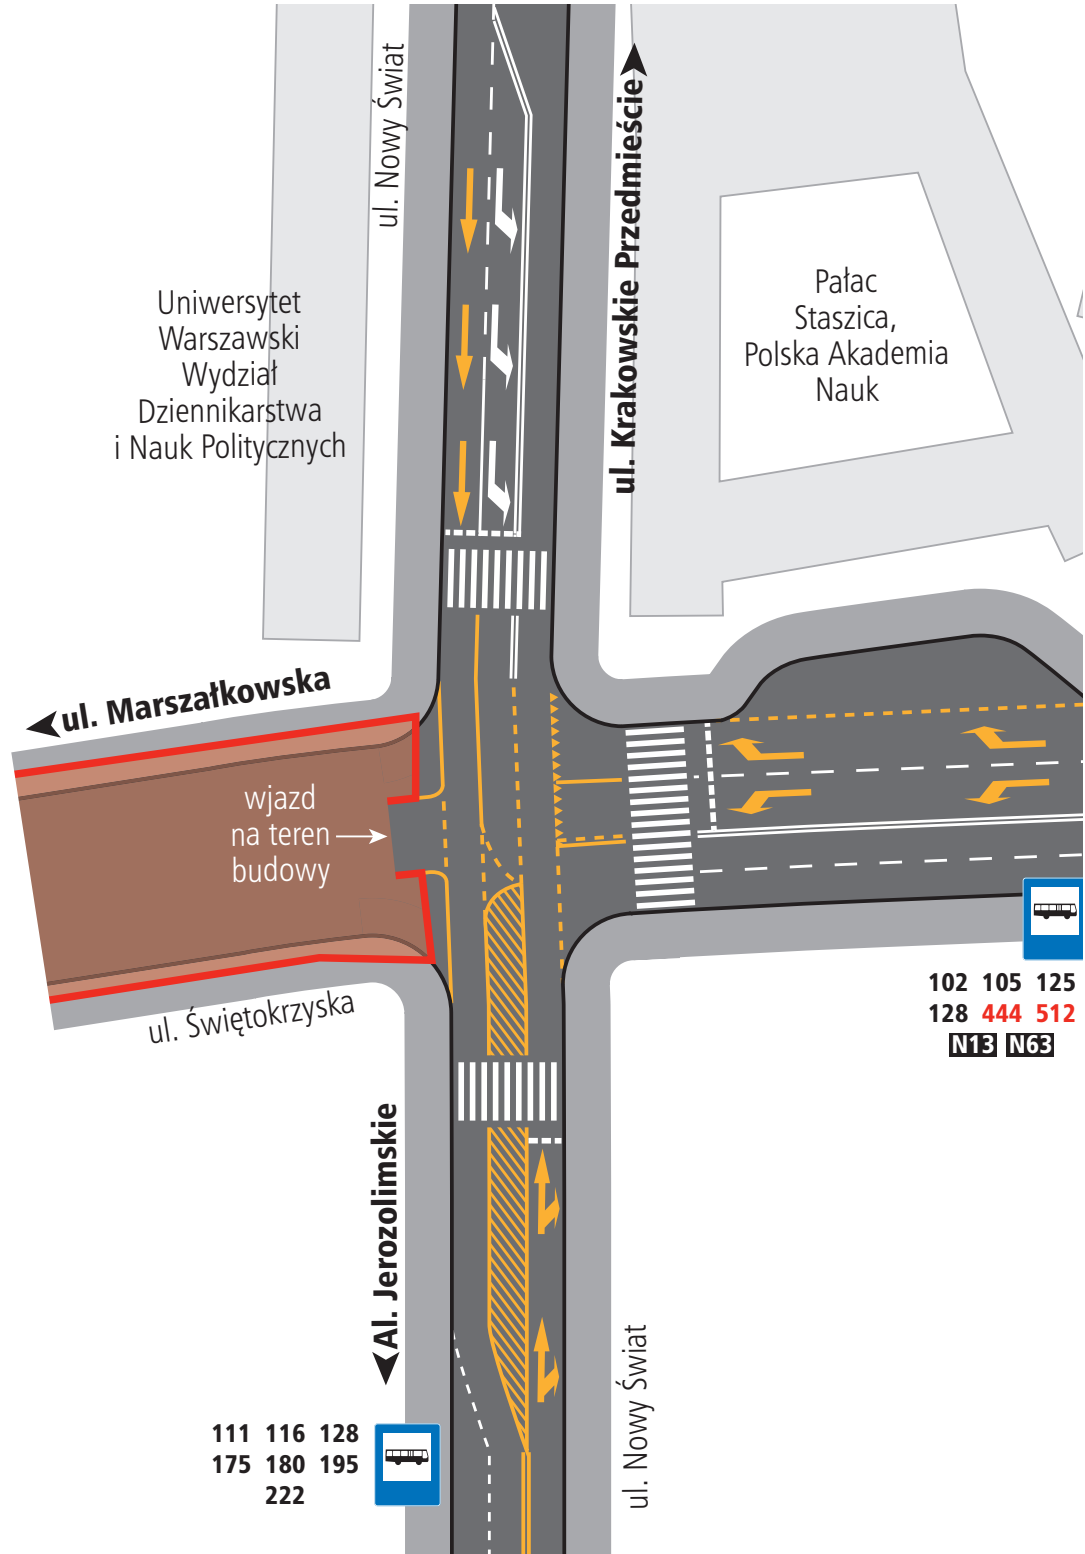 ul. Nowy Świat
ul. Krakowskie Przedmieście
Uniwersytet
Warszawski
Wydział
Dziennikarstwa
i Nauk Politycznych
Pałac
Staszica,
Polska Akademia
Nauk
ul. Marszałkowska
wjazd
na teren
budowy
ul. Świętokrzyska
102 105 125
128 444 512
N13 N63
Al. Jerozolimskie
ul. Nowy Świat
111 116 128
175 180 195
222